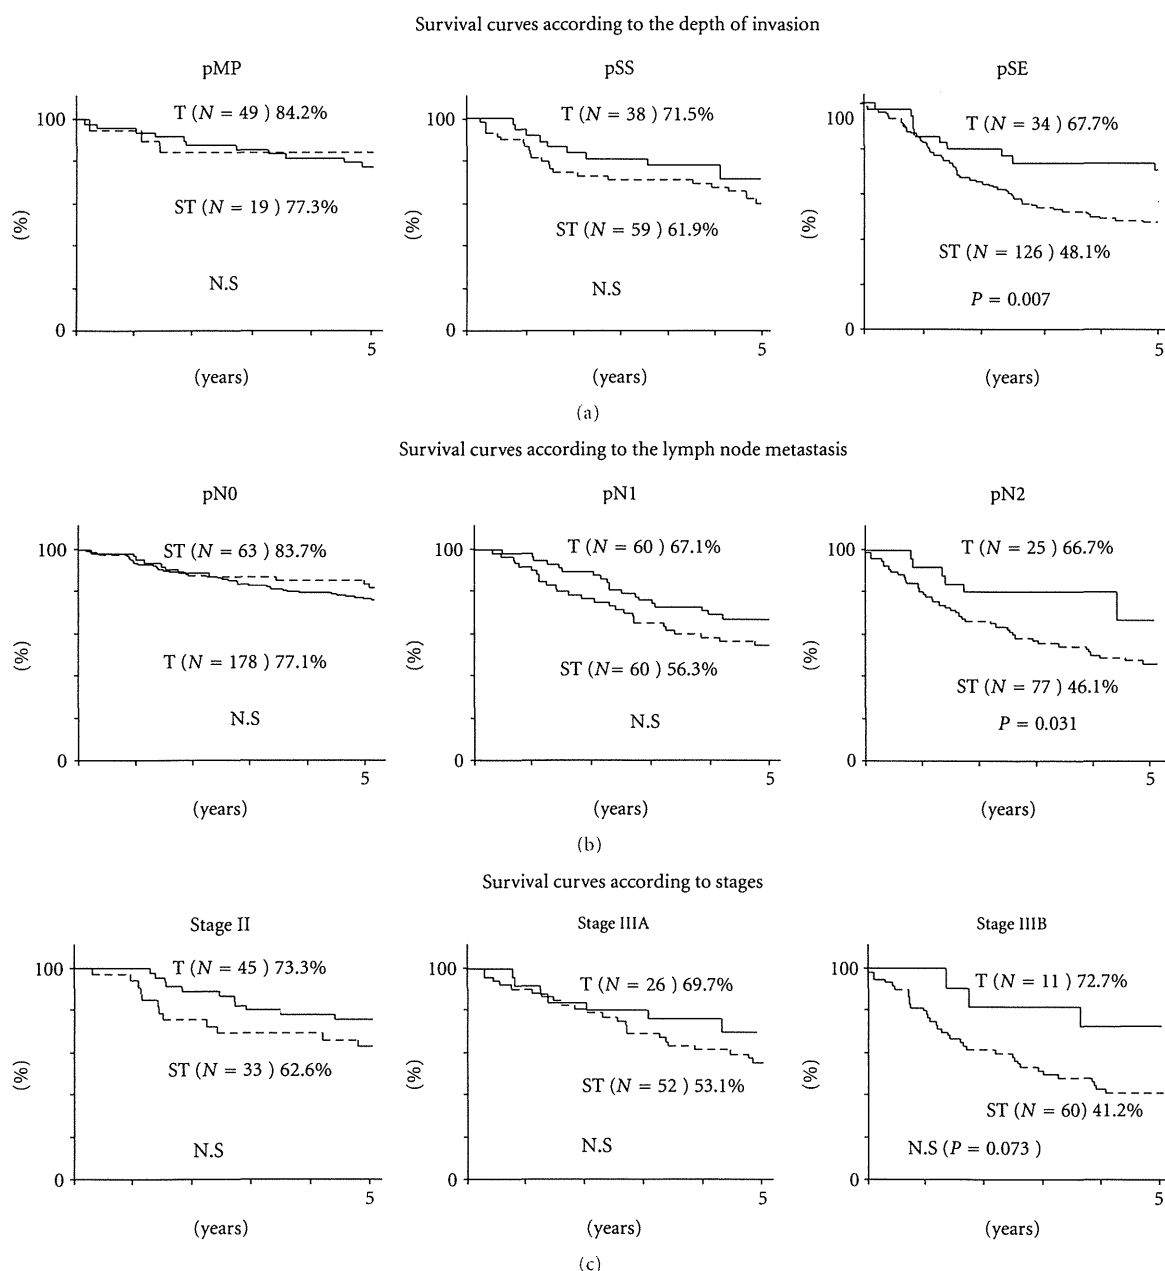 Survival curves according to the depth of invasion
pMP
pSS
pSE
T (N = 49) 84.2%
T (N = 38) 71.5%
T (N = 34) 67.7%
100
100
100
ST (N = 19) 77.3%
ST (N = 59) 61.9%
ST (N = 126) 48.1%
(%)
(%)
(%)
N.S
N.S
P = 0.007
0
0
0
5
5
5
(years)
(years)
(years)
(a)
Survival curves according to the lymph node metastasis
pN0
pN1
pN2
100
100
100
ST (N = 63) 83.7%
T (N = 60) 67.1%
T (N = 25) 66.7%
T (N = 178) 77.1%
ST (N= 60) 56.3%
ST (N = 77) 46.1%
(%)
(%)
(%)
N.S
N.S
P = 0.031
0
0
0
5
5
5
(years)
(years)
(years)
(b)
Survival curves according to stages
Stage II
Stage IIIA
Stage IIIB
100
100
100
T (N = 45) 73.3%
T (N = 26) 69.7%
T (N = 11 ) 72.7%
ST (N = 33) 62.6%
ST (N = 52 ) 53.1%
ST (N = 60) 41.2%
(%)
(%)
(%)
N.S
N.S
N.S (P = 0.073 )
0
0
0
5
5
5
(years)
(years)
(years)
(c)